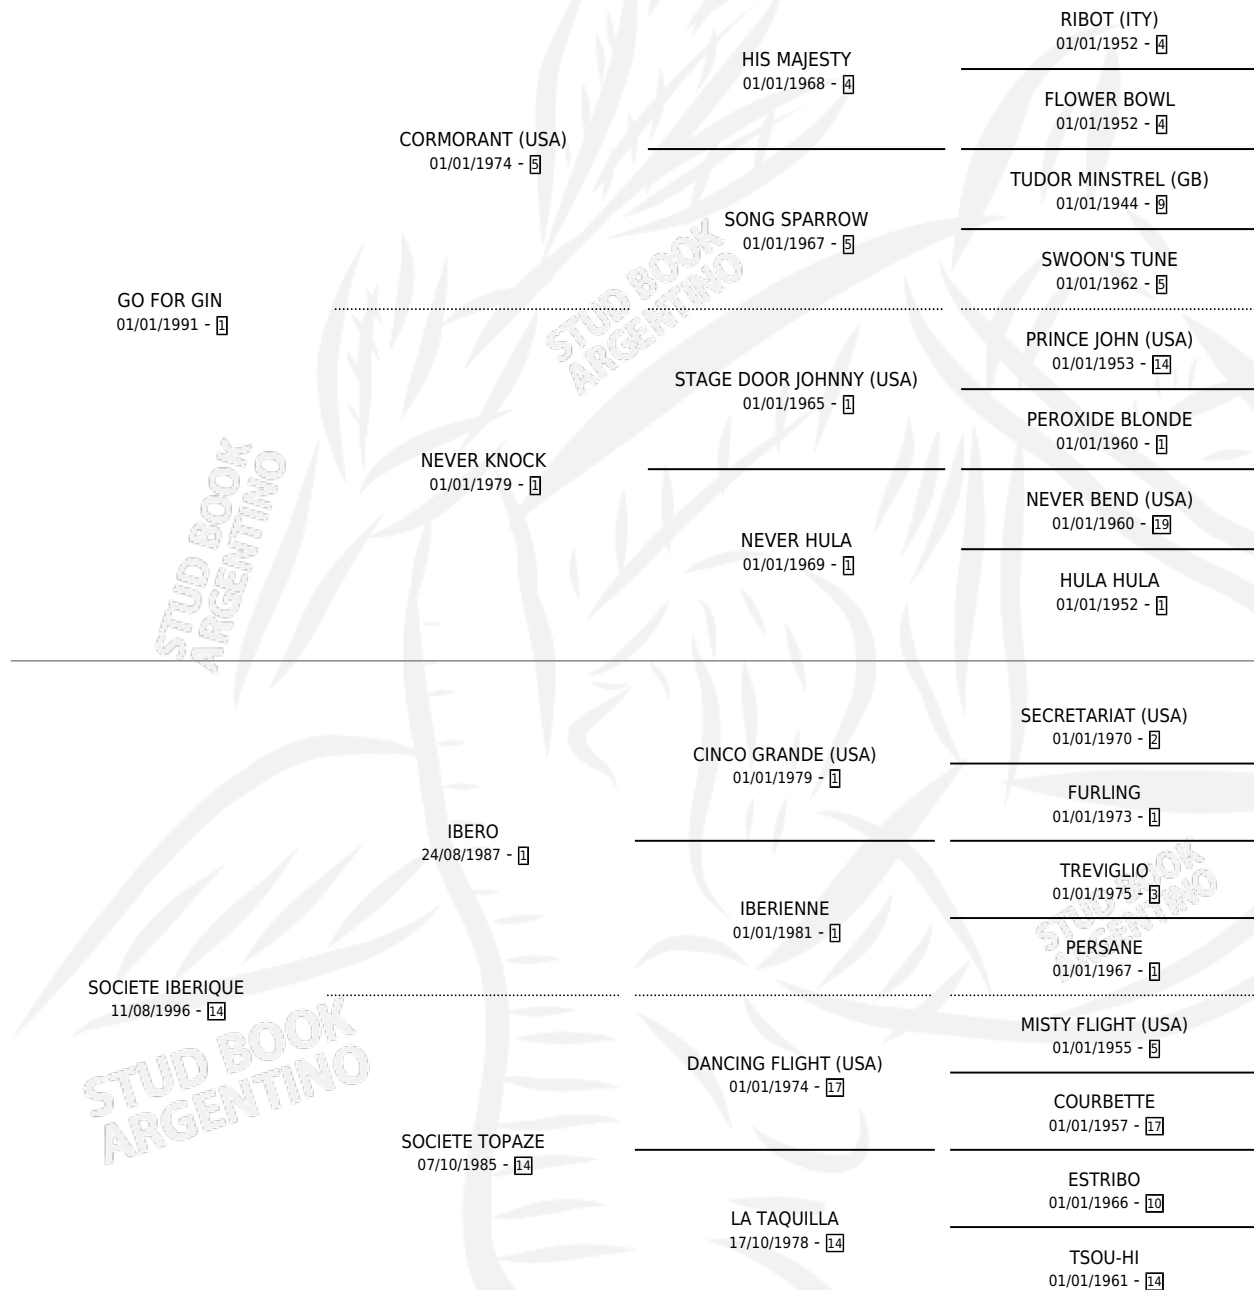 RIBOT (ITY)
01/01/1952 - 4
HIS MAJESTY
01/01/1968 - 4
FLOWER BOWL
01/01/1952 - 4
CORMORANT (USA)
01/01/1974 - 5
TUDOR MINSTREL (GB)
01/01/1944 - 9
SONG SPARROW
01/01/1967 - 5
SWOON'S TUNE
01/01/1962 - 5
GO FOR GIN
01/01/1991 - 1
PRINCE JOHN (USA)
01/01/1953 - 14
STAGE DOOR JOHNNY (USA)
01/01/1965 - 1
PEROXIDE BLONDE
01/01/1960 - 1
NEVER KNOCK
01/01/1979 - 1
NEVER BEND (USA)
01/01/1960 - 19
NEVER HULA
01/01/1969 - 1
HULA HULA
01/01/1952 - 1
SECRETARIAT (USA)
01/01/1970 - 2
CINCO GRANDE (USA)
01/01/1979 - 1
FURLING
01/01/1973 - 1
IBERO
24/08/1987 - 1
TREVIGLIO
01/01/1975 - 3
IBERIENNE
01/01/1981 - 1
PERSANE
01/01/1967 - 1
SOCIETE IBERIQUE
11/08/1996 - 14
MISTY FLIGHT (USA)
01/01/1955 - 5
DANCING FLIGHT (USA)
01/01/1974 - 17
COURBETTE
01/01/1957 - 17
SOCIETE TOPAZE
07/10/1985 - 14
ESTRIBO
01/01/1966 - 10
LA TAQUILLA
17/10/1978 - 14
TSOU-HI
01/01/1961 - 14
STUD BOOK
ARGENTINO
STUD BOOK
ARGENTINO
STUD BOOK
ARGENTINO
STUD BOOK
ARGENTINO